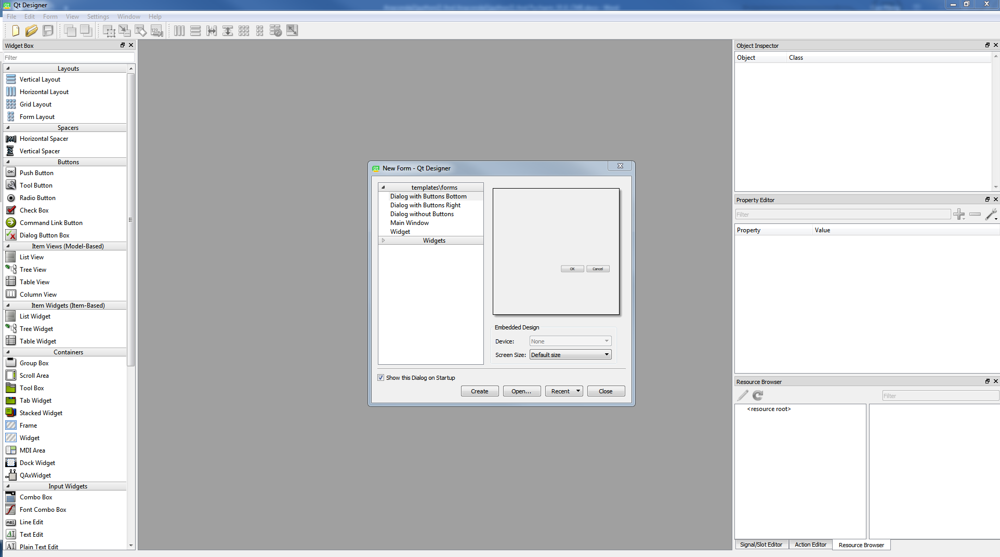 Qt Designer
File Edit Form View Settings Window Help
Widget Box
Filter
Layouts
Vertical Layout
Horizontal Layout
Grid Layout
Form Layout
Spacers
Horizontal Spacer
Vertical Spacer
Buttons
OK Push Button
Tool Button
Radio Button
Check Box
Command Link Button
Dialog Button Box
Item Views (Model-Based)
List View
Tree View
Table View
Column View
Item Widgets (Item-Based)
List Widget
Tree Widget
Table Widget
Containers
Group Box
Scroll Area
Tool Box
Tab Widget
Stacked Widget
Frame
Widget
MDI Area
Dock Widget
QAxWidget
Input Widgets
Combo Box
Font Combo Box
Line Edit
Text Edit
Plain Text Edit
New Form - Qt Designer
templates\forms
Dialog with Buttons Bottom
Dialog with Buttons Right
Dialog without Buttons
Main Window
Widget
Widgets
OK Cancel
Embedded Design
Device: None
Screen Size: Default size
Show this Dialog on Startup
Create Open... Recent Close
Object Inspector
Object Class
Property Editor
Filter
Property Value
Resource Browser
Filter
<resource root>
Signal/Slot Editor Action Editor Resource Browser